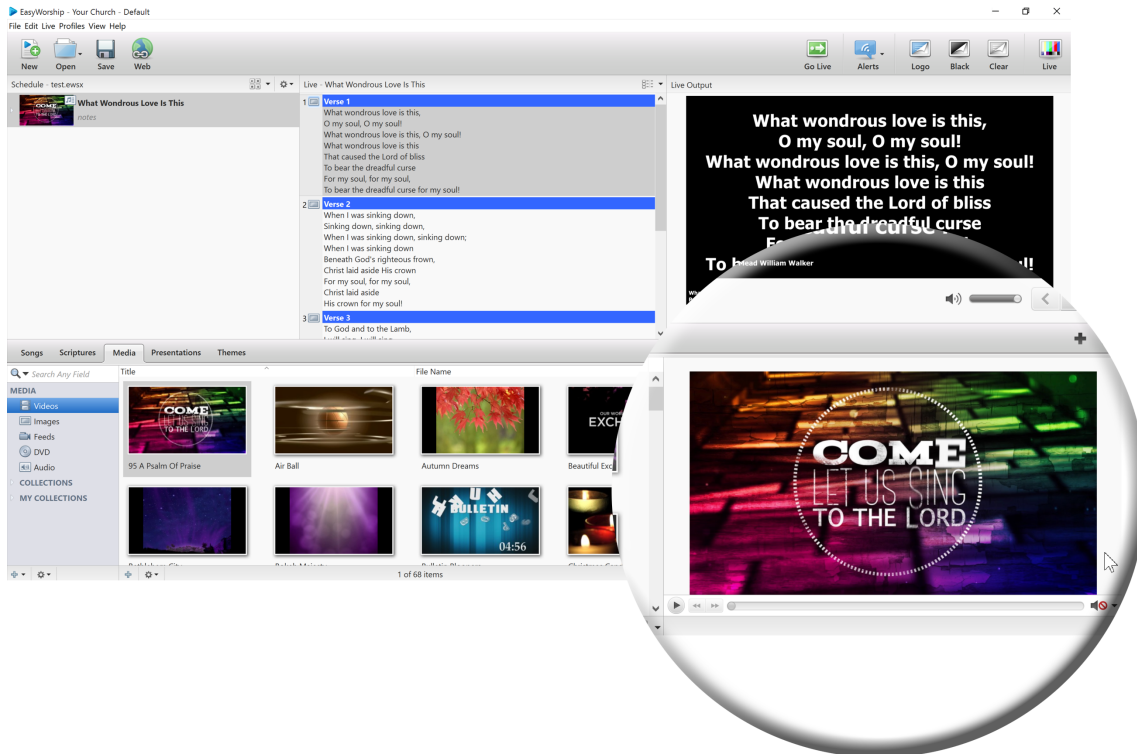 EasyWorship - Your Church - Default
File Edit Live Profiles View Help
New Open Save Web Go Live Alerts Logo Black Clear Live
Schedule - test.ewsx
What Wondrous Love Is This
notes
Live - What Wondrous Love Is This
1 Verse 1
What wondrous love is this,
O my soul, O my soul!
What wondrous love is this, O my soul!
What wondrous love is this
That caused the Lord of bliss
To bear the dreadful curse
For my soul, for my soul,
To bear the dreadful curse for my soul!
2 Verse 2
When I was sinking down,
Sinking down, sinking down,
When I was sinking down, sinking down;
When I was sinking down
Beneath God's righteous frown,
Christ laid aside His crown
For my soul, for my soul,
Christ laid aside
His crown for my soul!
3 Verse 3
To God and to the Lamb,
Live Output
What wondrous love is this,
O my soul, O my soul!
What wondrous love is this, O my soul!
What wondrous love is this
That caused the Lord of bliss
To bear the dreadful curse
To
William Walker
Songs Scriptures Media Presentations Themes
Search Any Field
MEDIA
Videos
Images
Feeds
DVD
Audio
COLLECTIONS
MY COLLECTIONS
Title File Name
COME
LET US SING
TO THE LORD
95 A Psalm Of Praise
Air Ball
Autumn Dreams
Beautiful
BULLETIN
04:56
1 of 68 items
COME
LET US SING
TO THE LORD